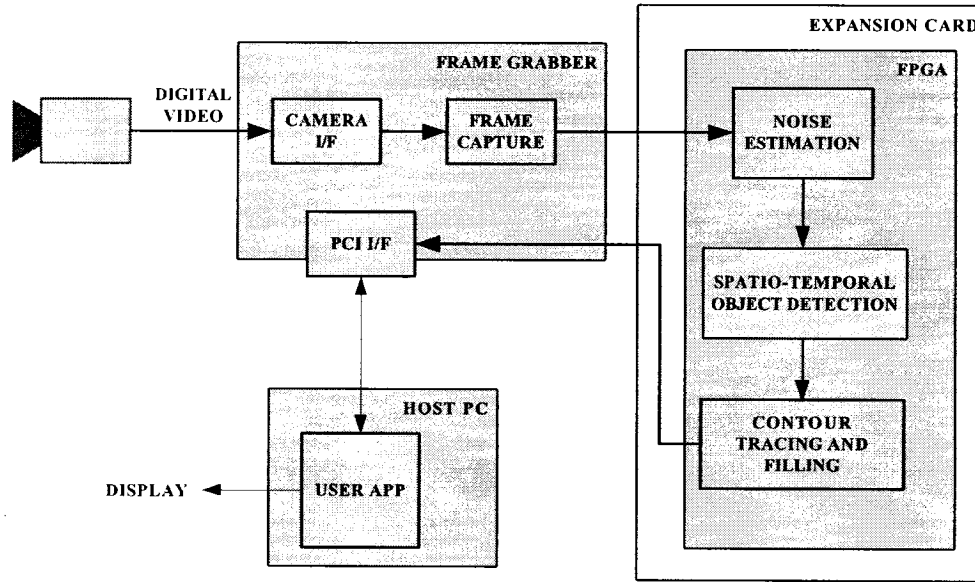 EXPANSION CARD
FRAME GRABBER
FPGA
DIGITAL
VIDEO
CAMERA
I/F
FRAME
CAPTURE
NOISE
ESTIMATION
PCI I/F
SPATIO-TEMPORAL
OBJECT DETECTION
HOST PC
CONTOUR
TRACING AND
FILLING
DISPLAY
USER APP